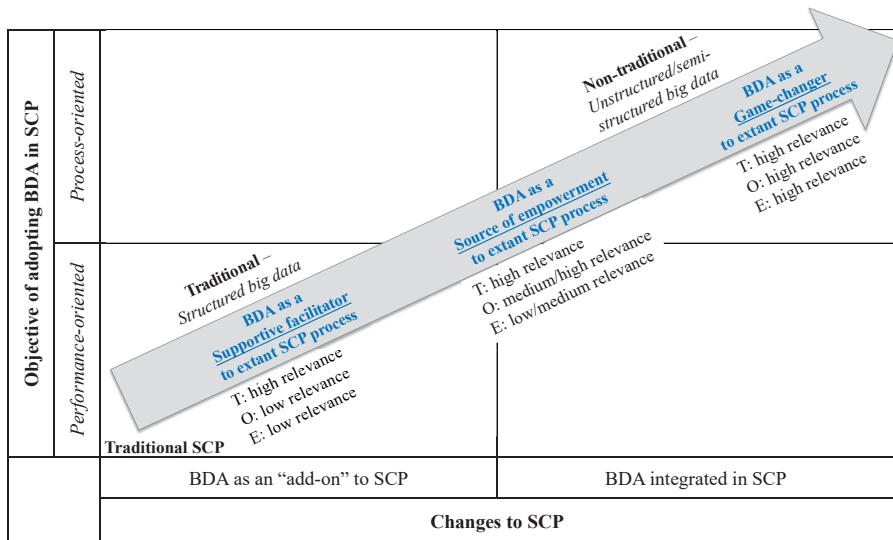 Objective of adopting BDA in SCP
Process-oriented
Performance-oriented
Traditional –
Structured big data
BDA as a
Supportive facilitator
to extant SCP process
T: high relevance
O: low relevance
E: low relevance
BDA as a
Source of empowerment
to extant SCP process
T: high relevance
O: medium/high relevance
E: low/medium relevance
Non-traditional –
Unstructured/semi-
structured big data
BDA as a
Game-changer
to extant SCP process
T: high relevance
O: high relevance
E: high relevance
Traditional SCP
BDA as an “add-on” to SCP
BDA integrated in SCP
Changes to SCP